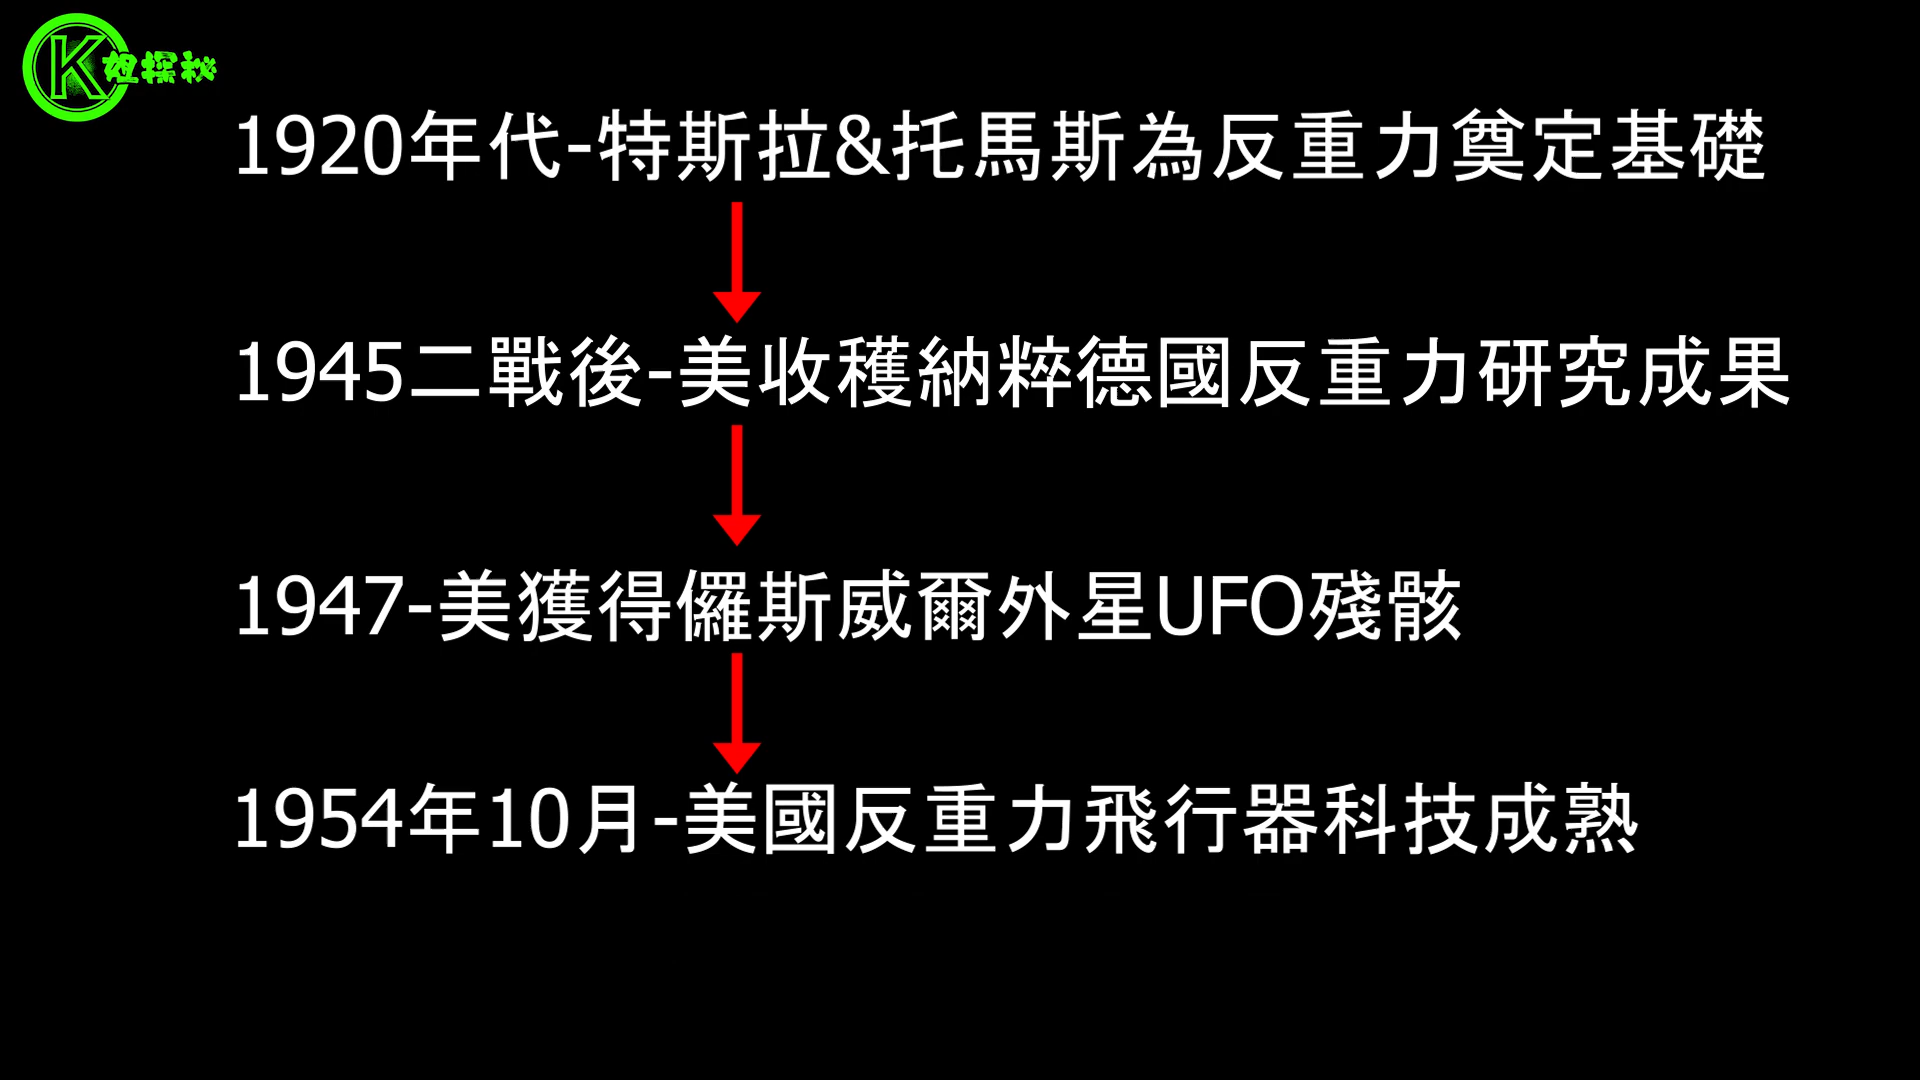 K姐探秘
1920年代-特斯拉&托馬斯為反重力奠定基礎
1945二戰後-美收穫納粹德國反重力研究成果
1947-美獲得儸斯威爾外星UFO殘骸
1954年10月-美國反重力飛行器科技成熟